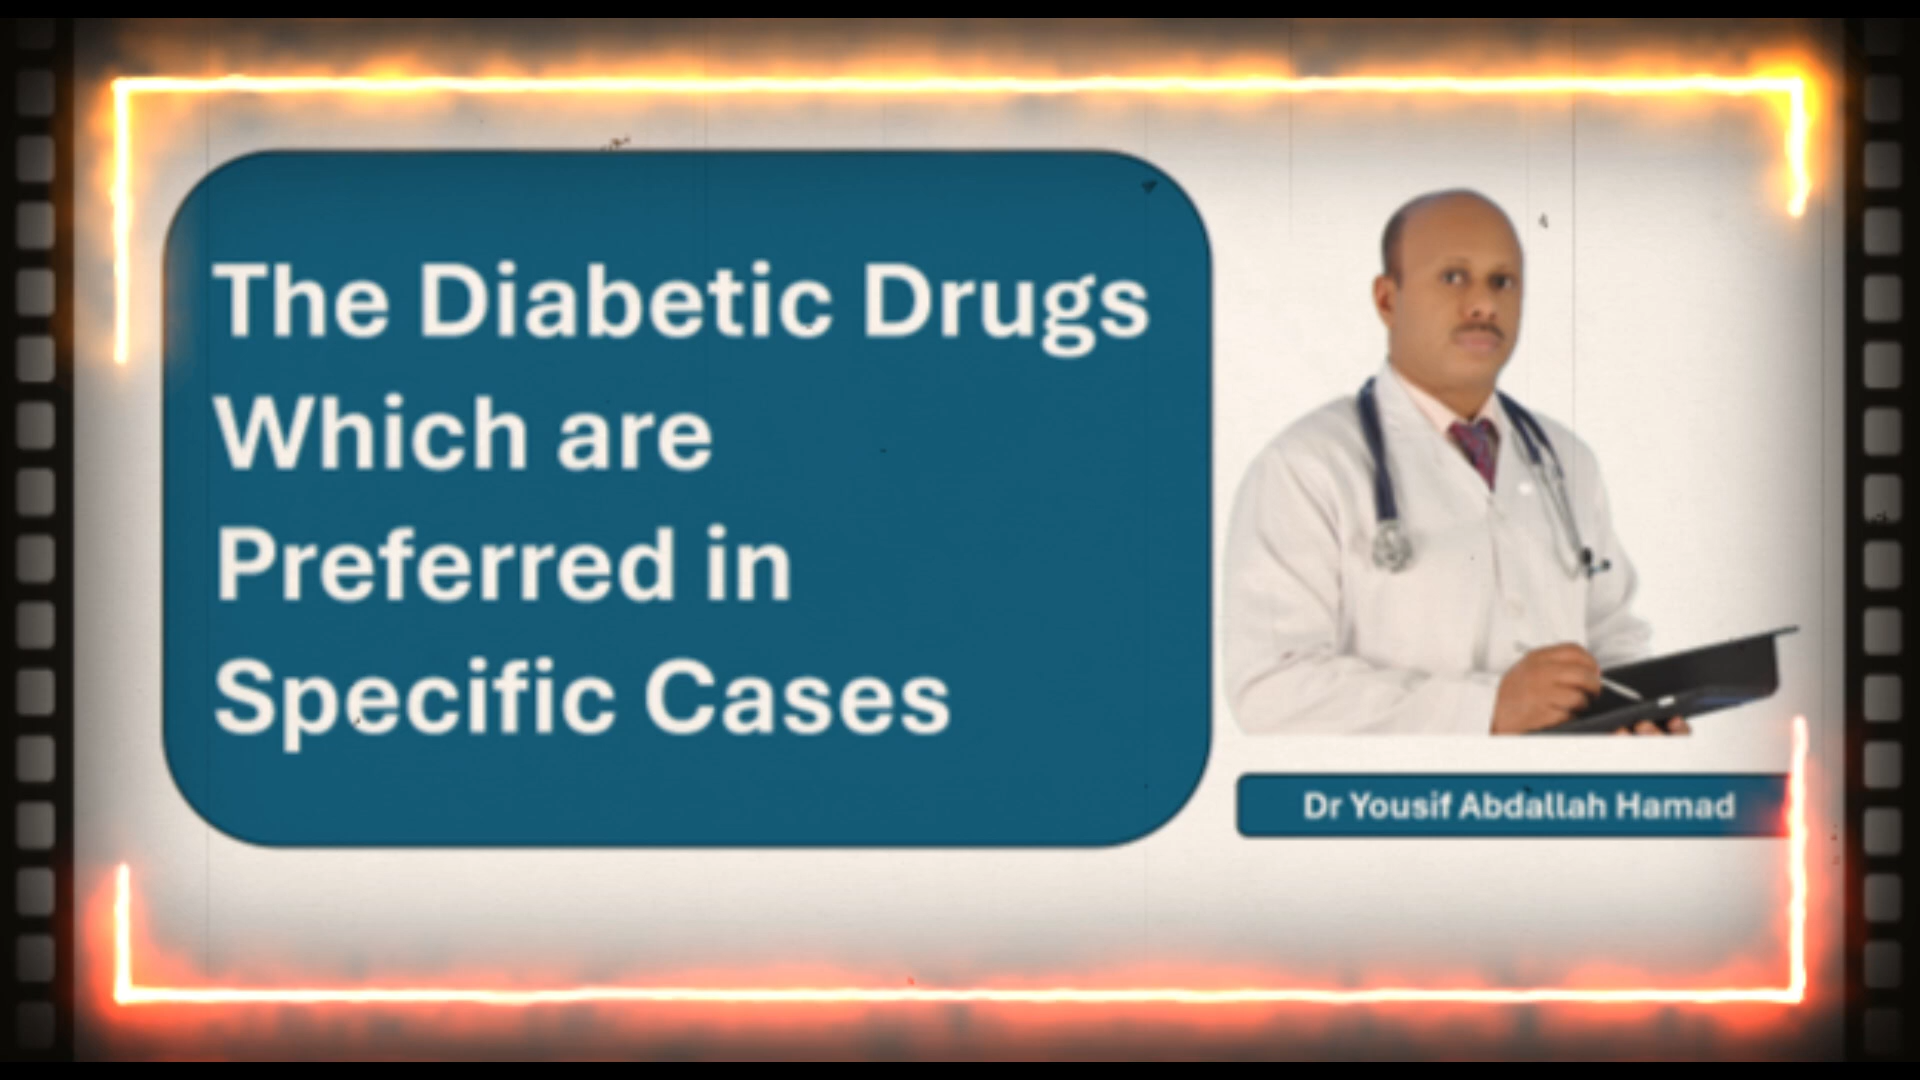 The Diabetic Drugs
Which are
Preferred in
Specific Cases
Dr Yousif Abdallah Hamad